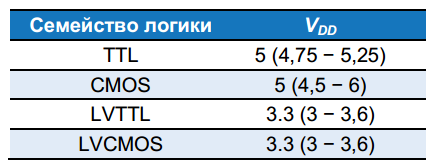 Семейство логики V_DD
TTL 5 (4,75 − 5,25)
CMOS 5 (4,5 − 6)
LVTTL 3.3 (3 − 3,6)
LVCMOS 3.3 (3 − 3,6)